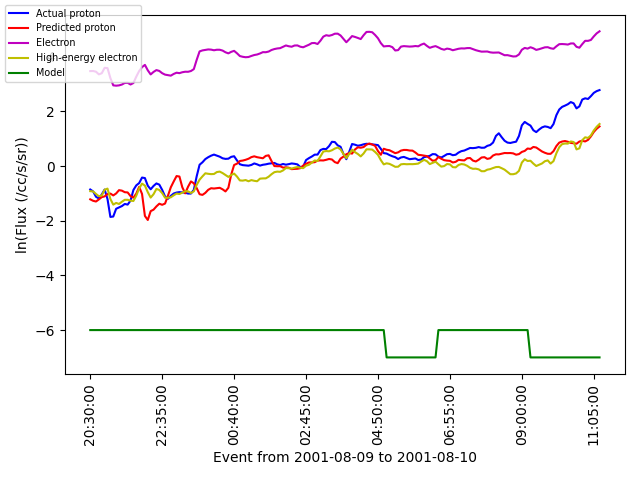 Actual proton
Predicted proton
Electron
High-energy electron
Model
ln(Flux (/cc/s/sr))
2
0
−2
−4
−6
20:30:00
22:35:00
00:40:00
02:45:00
04:50:00
06:55:00
09:00:00
11:05:00
Event from 2001-08-09 to 2001-08-10